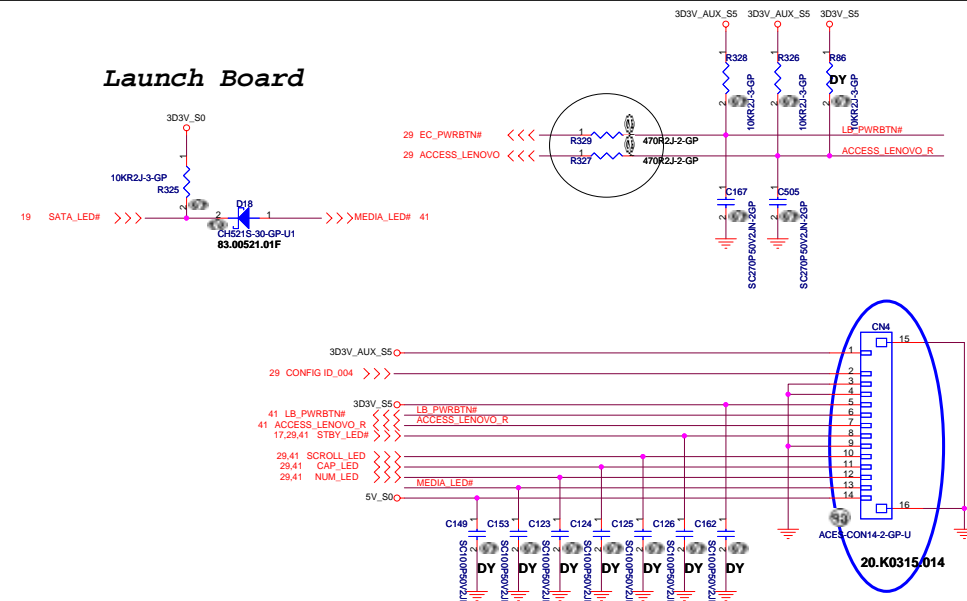 3D3V_AUX_S5 3D3V_AUX_S5 3D3V_S5
Launch Board
R328 R326 R86
DY
10KR2J-3-GP 10KR2J-3-GP 10KR2J-3-GP
3D3V_S0
10KR2J-3-GP
R325
29 EC_PWRBTN# R329 470R2J-2-GP LB_PWRBTN#
29 ACCESS_LENOVO R327 470R2J-2-GP ACCESS_LENOVO_R
19 SATA_LED# 2 D18 1 MEDIA_LED# 41
CH521S-30-GP-U1
83.00521.01F
C167 C505
SC270P50V2JN-2GP SC270P50V2JN-2GP
CN4
15
3D3V_AUX_S5 1
29 CONFIG ID_004 2
3
4
3D3V_S5 5
41 LB_PWRBTN# LB_PWRBTN# 6
41 ACCESS_LENOVO_R ACCESS_LENOVO_R 7
17,29,41 STBY_LED# 8
9
29,41 SCROLL_LED 10
29,41 CAP_LED 11
29,41 NUM_LED 12
MEDIA_LED# 13
5V_S0 14
16
C149 C153 C123 C124 C125 C126 C162
DY DY DY DY DY DY DY
ACES-CON14-2-GP-U
20.K0315.014